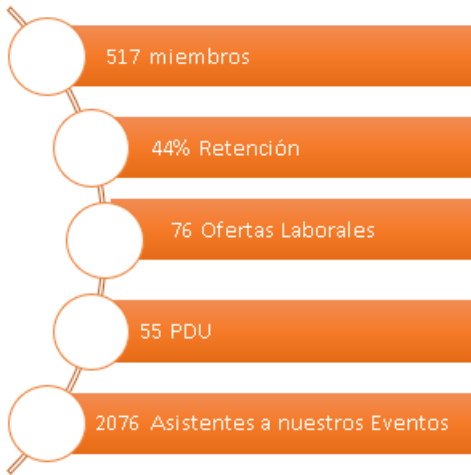 517 miembros
44% Retención
76 Ofertas Laborales
55 PDU
2076 Asistentes a nuestros Eventos